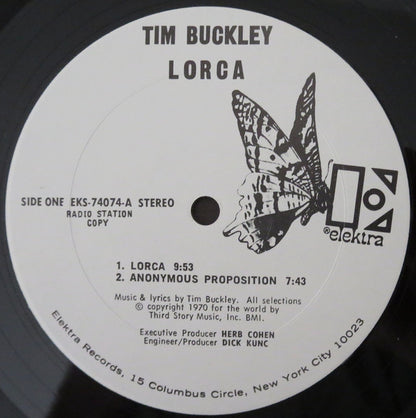 TIM BUCKLEY
LORCA
SIDE ONE EKS-74074-A STEREO
RADIO STATION
COPY
®elektra
1. LORCA 9:53
2. ANONYMOUS PROPOSITION 7:43
Music & lyrics by Tim Buckley. All selections
© copyright 1970 for the world by
Third Story Music, Inc. BMI.
Executive Producer HERB COHEN
Engineer/Producer DICK KUNC
Elektra Records, 15 Columbus Circle, New York City 10023